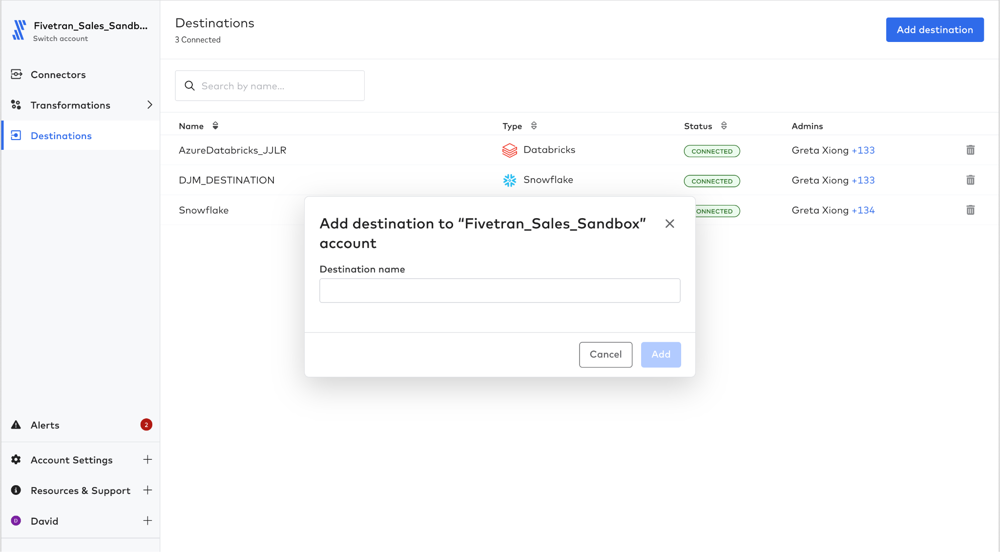 Fivetran_Sales_Sandb...
Switch account
Connectors
Transformations
Destinations
Alerts
2
Account Settings
Resources & Support
D
David
Destinations
3 Connected
Add destination
Search by name...
Name Type Status Admins
AzureDatabricks_JJLR Databricks CONNECTED Greta Xiong +133
DJM_DESTINATION Snowflake CONNECTED Greta Xiong +133
Snowflake ONNECTED Greta Xiong +134
Add destination to “Fivetran_Sales_Sandbox”
account
Destination name
Cancel
Add